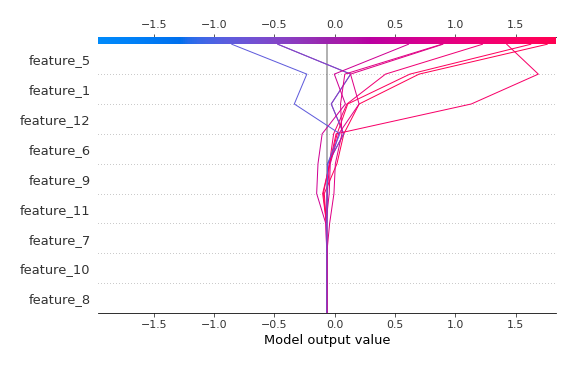 −1.5 −1.0 −0.5 0.0 0.5 1.0 1.5
feature_5
feature_1
feature_12
feature_6
feature_9
feature_11
feature_7
feature_10
feature_8
−1.5 −1.0 −0.5 0.0 0.5 1.0 1.5
Model output value